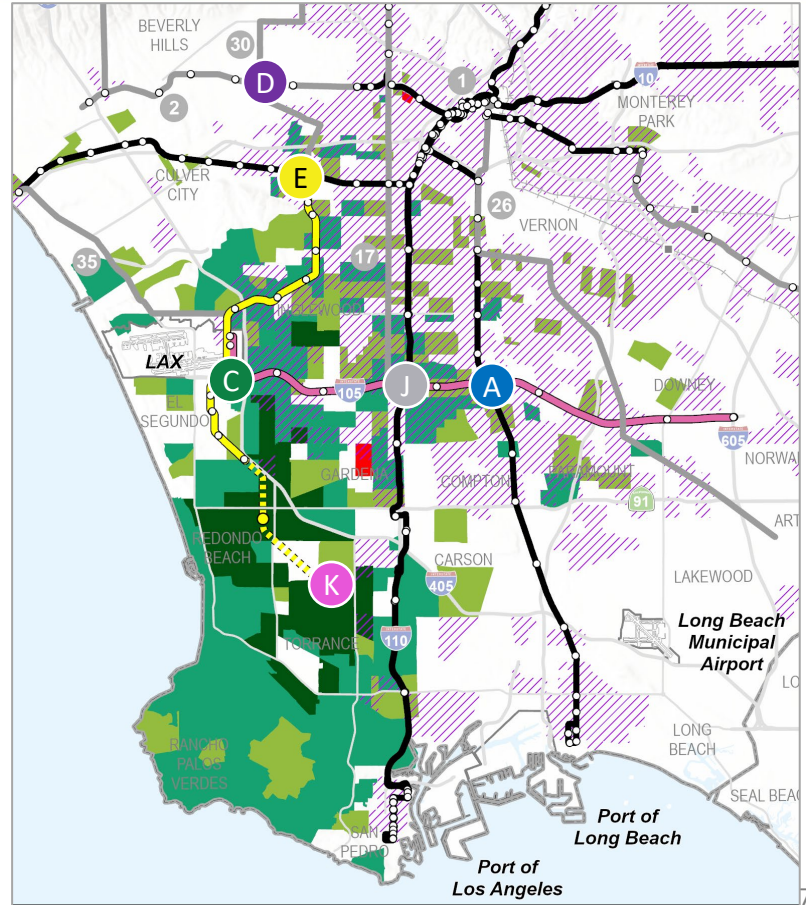 BEVERLY
HILLS
30
D
2
1
10
MONTEREY
PARK
E
CULVER
CITY
26
VERNON
17
35
INGLEWOOD
LAX
C
105
J
A
DOWNEY
EL
SEGUNDO
605
NORWA
GARDENA
COMPTON
PARAMOUNT
91
ART
REDONDO
BEACH
CARSON
405
LAKEWOOD
K
Long Beach
Municipal
Airport
110
TORRANCE
LO
RANCHO
PALOS
VERDES
LONG
BEACH
SEAL BEAC
SAN
PEDRO
Port of
Long Beach
Port of
Los Angeles